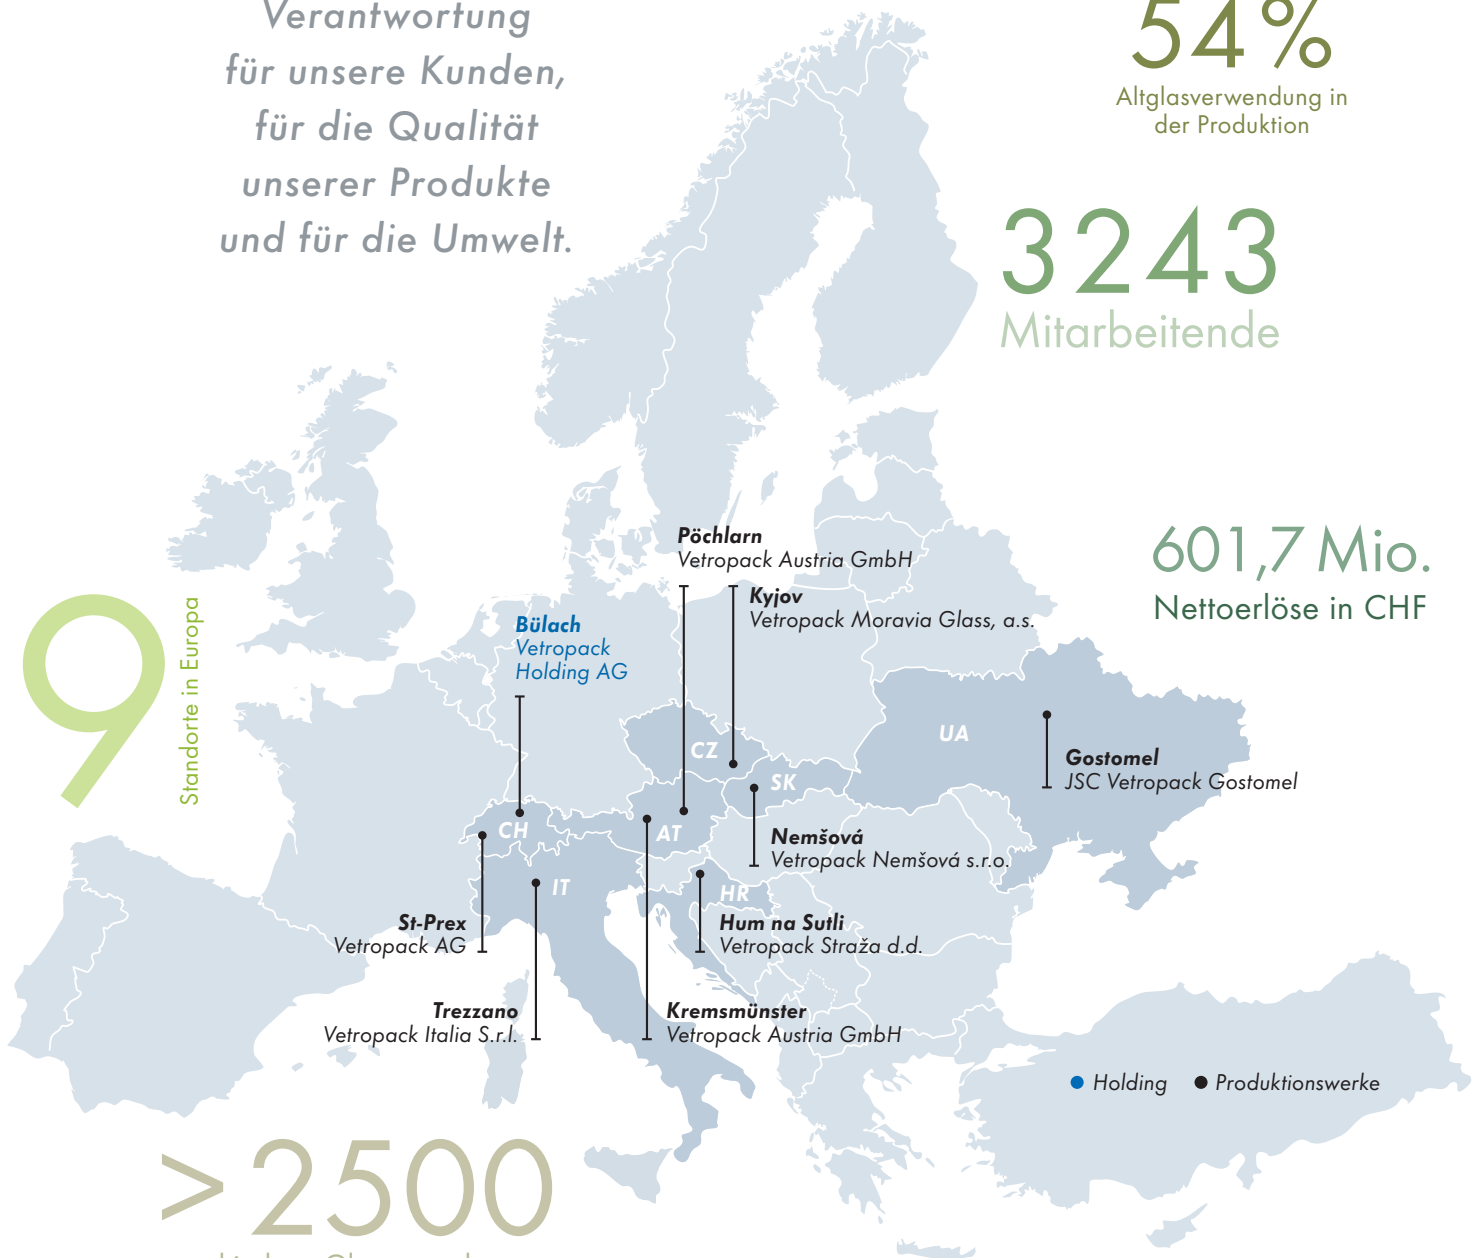 Verantwortung
für unsere Kunden,
für die Qualität
unserer Produkte
und für die Umwelt.
54 %
Altglasverwendung in
der Produktion
3243
Mitarbeitende
601,7 Mio.
Nettoerlöse in CHF
9
Standorte in Europa
Pöchlarn
Vetropack Austria GmbH
Kyjov
Vetropack Moravia Glass, a.s.
Bülach
Vetropack
Holding AG
CZ
UA
SK
Gostomel
JSC Vetropack Gostomel
CH
AT
Nemšová
Vetropack Nemšová s.r.o.
IT
HR
St-Prex
Vetropack AG
Hum na Sutli
Vetropack Straža d.d.
Trezzano
Vetropack Italia S.r.l.
Kremsmünster
Vetropack Austria GmbH
Holding
Produktionswerke
>2500